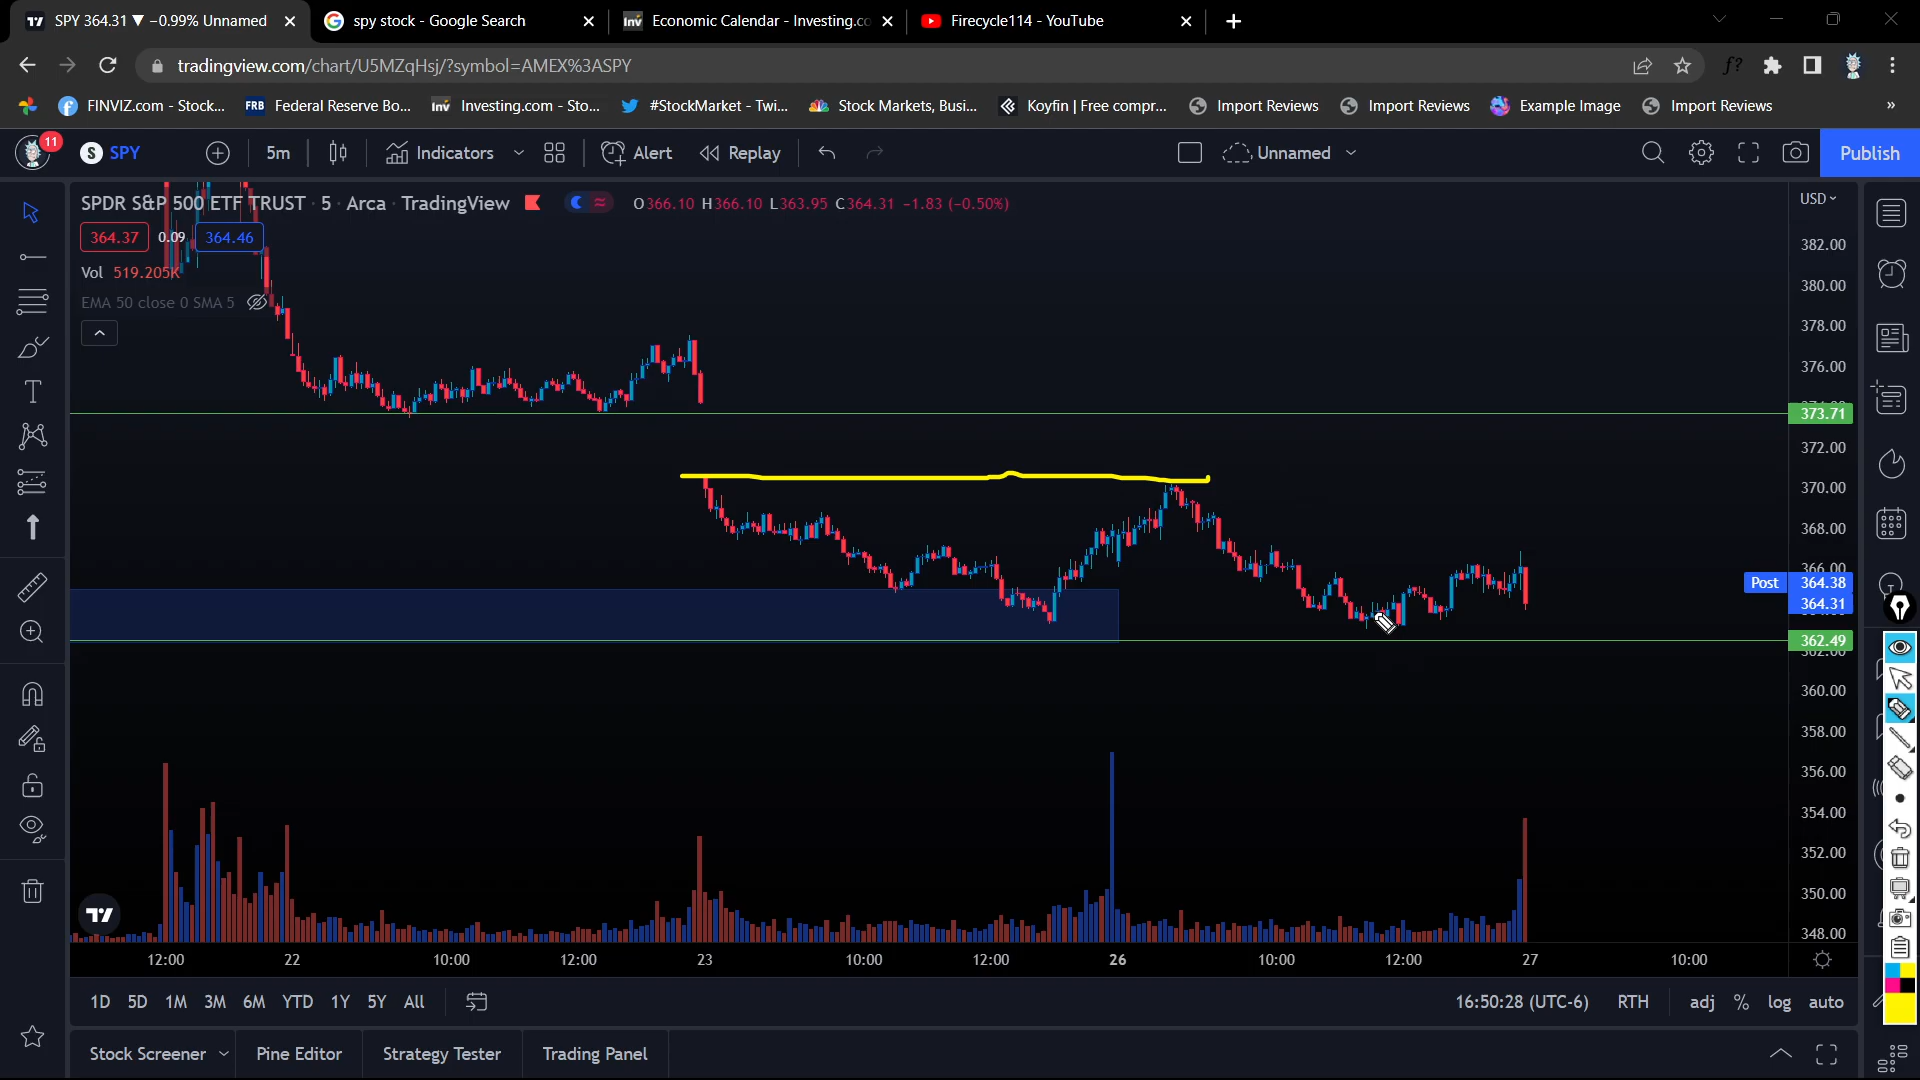 SPY 364.31 ▼ −0.99% Unnamed
spy stock - Google Search
Inv Economic Calendar - Investing.co
Firecycle114 - YouTube
tradingview.com/chart/U5MZqHsj/?symbol=AMEX%3ASPY
f?
FINVIZ.com - Stock...
FRB Federal Reserve Bo...
Inv Investing.com - Sto...
#StockMarket - Twi...
Stock Markets, Busi...
Koyfin | Free compr...
Import Reviews
Import Reviews
Example Image
Import Reviews
»
11
S SPY
5m
Indicators
Alert
Replay
Unnamed
Publish
SPDR S&P 500 ETF TRUST · 5 · Arca · TradingView
O366.10 H366.10 L363.95 C364.31 −1.83 (−0.50%)
USD
364.37 0.09 364.46
Vol 519.205K
EMA 50 close 0 SMA 5
382.00
380.00
378.00
376.00
373.71
372.00
370.00
368.00
366.00
Post 364.38
364.31
362.49
362.00
360.00
358.00
356.00
354.00
352.00
350.00
348.00
12:00 22 10:00 12:00 23 10:00 12:00 26 10:00 12:00 27 10:00
1D 5D 1M 3M 6M YTD 1Y 5Y All
16:50:28 (UTC-6) RTH adj % log auto
Stock Screener Pine Editor Strategy Tester Trading Panel